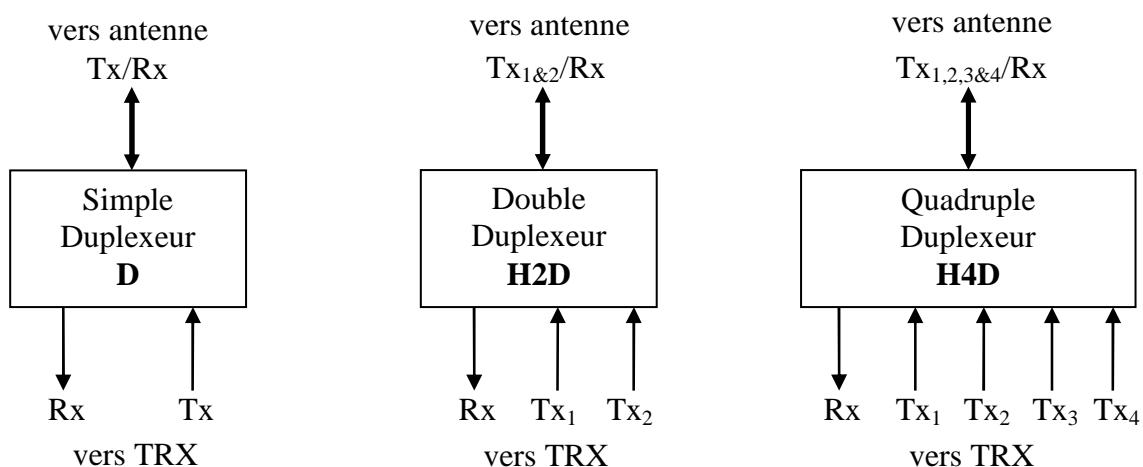 vers antenne
Tx/Rx
Simple
Duplexeur
D
Rx Tx
vers TRX
vers antenne
Tx1&2/Rx
Double
Duplexeur
H2D
Rx Tx1 Tx2
vers TRX
vers antenne
Tx1,2,3&4/Rx
Quadruple
Duplexeur
H4D
Rx Tx1 Tx2 Tx3 Tx4
vers TRX